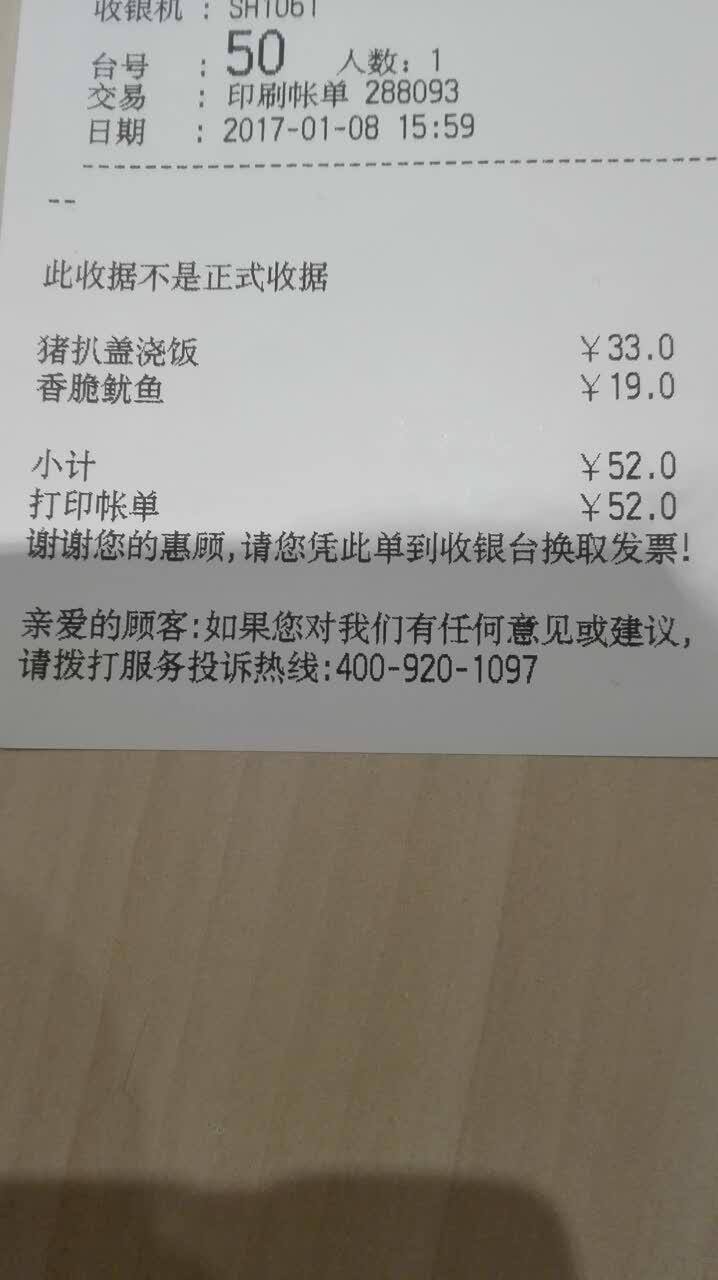 收银机 : SH1061
台号 : 50 人数: 1
交易 : 印刷帐单 288093
日期 : 2017-01-08 15:59
--------------------------------------------
--
此收据不是正式收据
猪扒盖浇饭 ¥33.0
香脆鱿鱼 ¥19.0
小计 ¥52.0
打印帐单 ¥52.0
谢谢您的惠顾,请您凭此单到收银台换取发票!
亲爱的顾客:如果您对我们有任何意见或建议,
请拨打服务投诉热线:400-920-1097